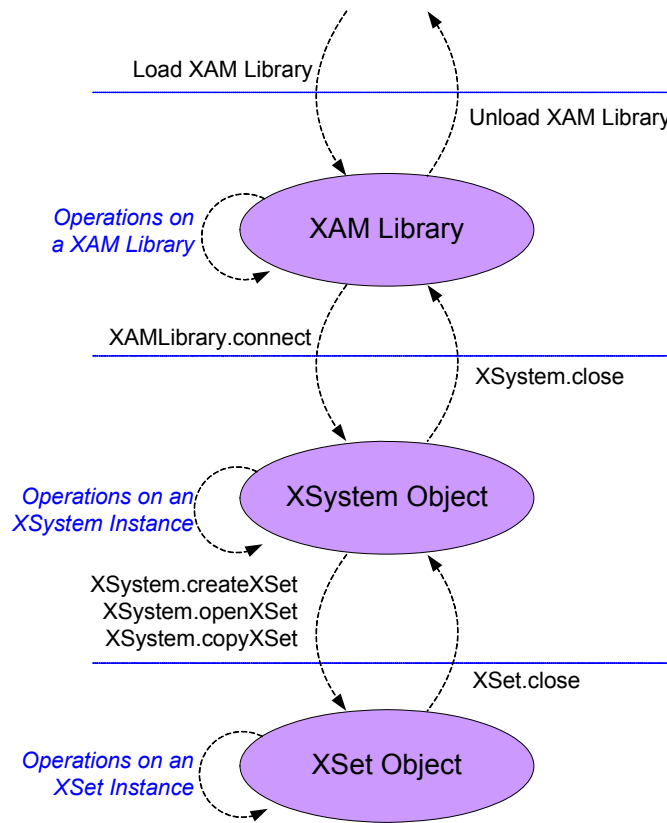 Load XAM Library
Unload XAM Library
Operations on
a XAM Library
XAM Library
XAMLibrary.connect
XSystem.close
Operations on an
XSystem Instance
XSystem Object
XSystem.createXSet
XSystem.openXSet
XSystem.copyXSet
XSet.close
Operations on an
XSet Instance
XSet Object